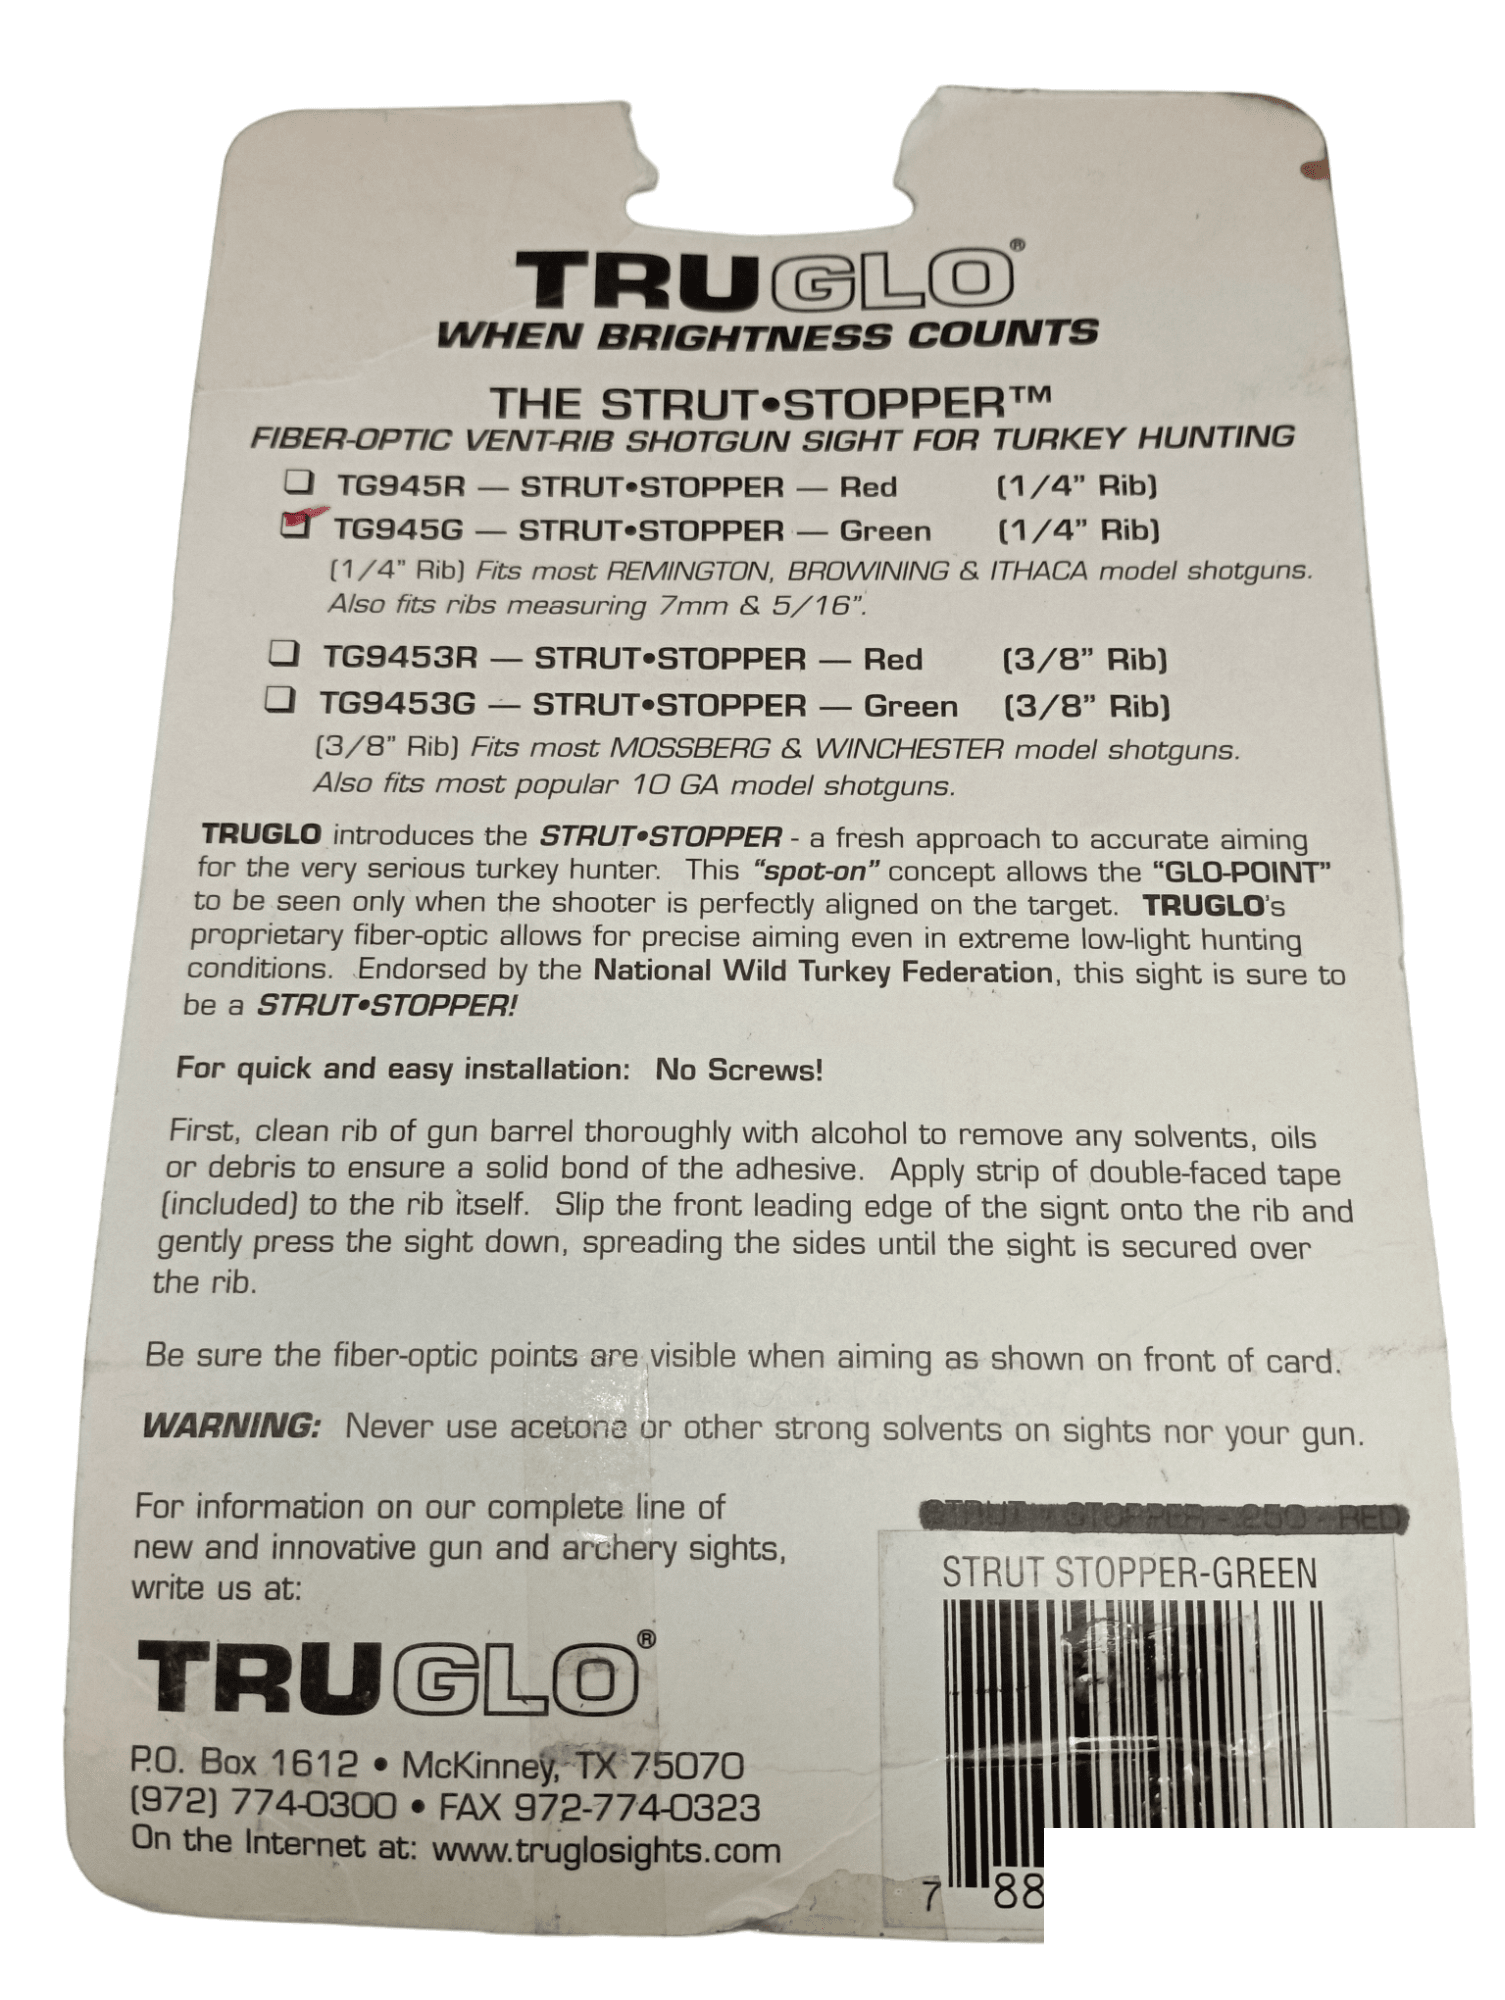 TRUGLO®
WHEN BRIGHTNESS COUNTS
THE STRUT•STOPPER™
FIBER-OPTIC VENT-RIB SHOTGUN SIGHT FOR TURKEY HUNTING
TG945R — STRUT•STOPPER — Red (1/4” Rib)
TG945G — STRUT•STOPPER — Green (1/4” Rib)
(1/4” Rib) Fits most REMINGTON, BROWINING & ITHACA model shotguns.
Also fits ribs measuring 7mm & 5/16”.
TG9453R — STRUT•STOPPER — Red (3/8” Rib)
TG9453G — STRUT•STOPPER — Green (3/8” Rib)
(3/8” Rib) Fits most MOSSBERG & WINCHESTER model shotguns.
Also fits most popular 10 GA model shotguns.
TRUGLO introduces the STRUT•STOPPER - a fresh approach to accurate aiming
for the very serious turkey hunter. This “spot-on” concept allows the “GLO-POINT”
to be seen only when the shooter is perfectly aligned on the target. TRUGLO's
proprietary fiber-optic allows for precise aiming even in extreme low-light hunting
conditions. Endorsed by the National Wild Turkey Federation, this sight is sure to
be a STRUT•STOPPER!
For quick and easy installation: No Screws!
First, clean rib of gun barrel thoroughly with alcohol to remove any solvents, oils
or debris to ensure a solid bond of the adhesive. Apply strip of double-faced tape
(included) to the rib itself. Slip the front leading edge of the signt onto the rib and
gently press the sight down, spreading the sides until the sight is secured over
the rib.
Be sure the fiber-optic points are visible when aiming as shown on front of card.
WARNING: Never use acetone or other strong solvents on sights nor your gun.
For information on our complete line of
new and innovative gun and archery sights,
write us at:
TRUGLO®
P.O. Box 1612 • McKinney, TX 75070
(972) 774-0300 • FAX 972-774-0323
On the Internet at: www.truglosights.com
STRUT - STOPPER - .250 - RED
STRUT STOPPER-GREEN
7 88